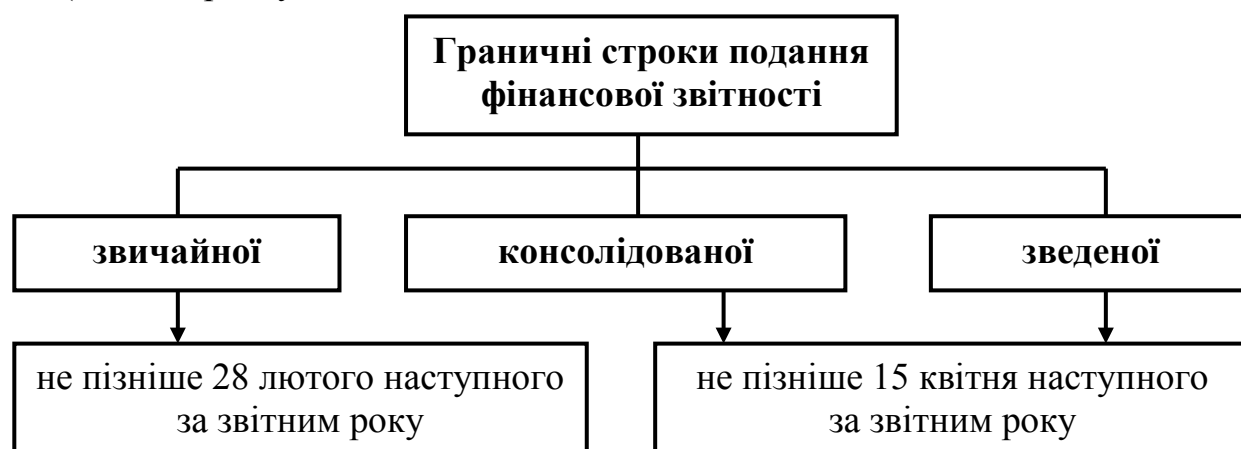 Граничні строки подання
фінансової звітності
звичайної
консолідованої
зведеної
не пізніше 28 лютого наступного
за звітним року
не пізніше 15 квітня наступного
за звітним року